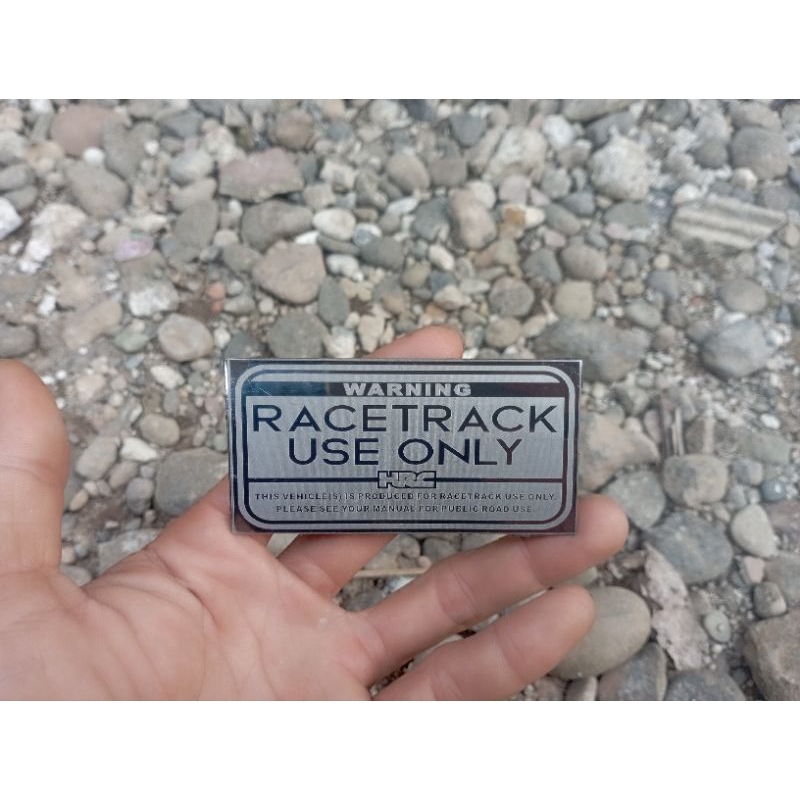 WARNING
RACETRACK
USE ONLY
HRC
THIS VEHICLE(S) IS PRODUCED FOR RACETRACK USE ONLY.
PLEASE SEE YOUR MANUAL FOR PUBLIC ROAD USE